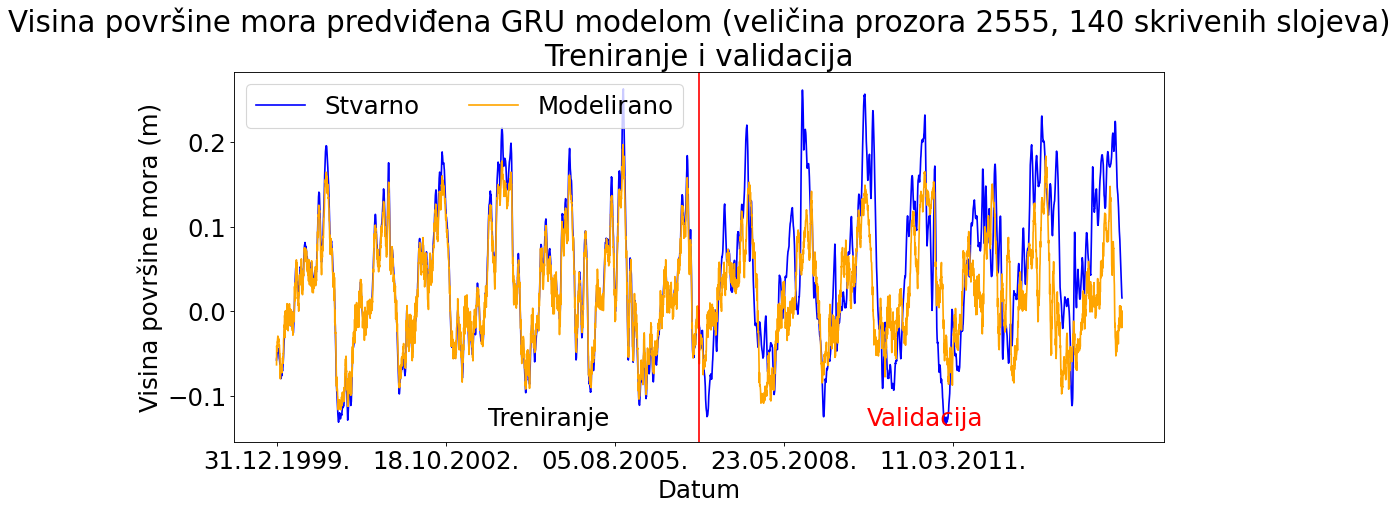 Visina površine mora predviđena GRU modelom (veličina prozora 2555, 140 skrivenih slojeva)
Treniranje i validacija
Stvarno
Modelirano
Visina površine mora (m)
0.2
0.1
0.0
−0.1
Treniranje
Validacija
31.12.1999.
18.10.2002.
05.08.2005.
23.05.2008.
11.03.2011.
Datum